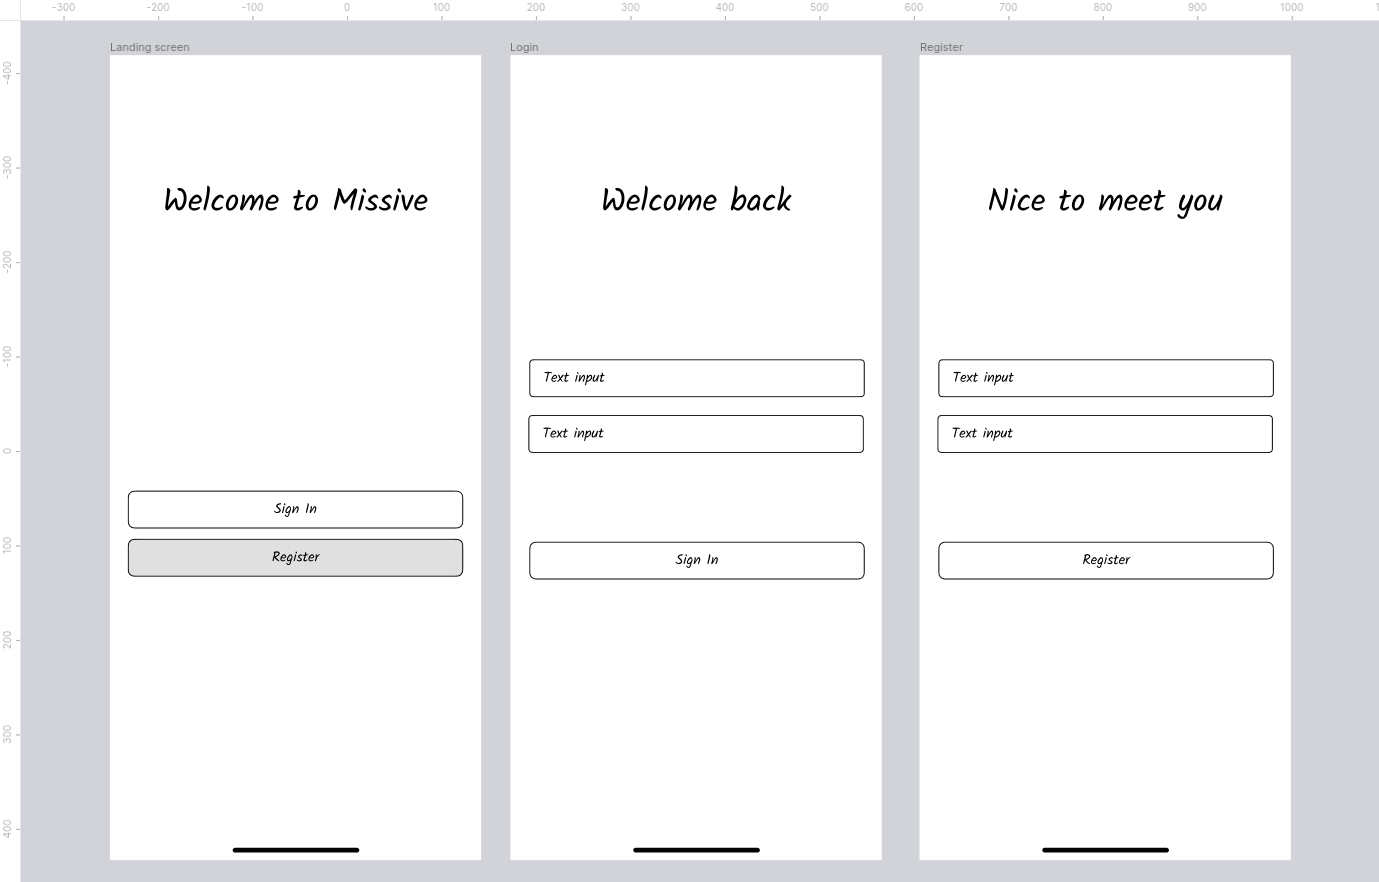 -300 -200 -100 0 100 200 300 400 500 600 700 800 900 1000
-400
-300
-200
-100
0
100
200
300
400
Landing screen
Welcome to Missive
Sign In
Register
Login
Welcome back
Text input
Text input
Sign In
Register
Nice to meet you
Text input
Text input
Register